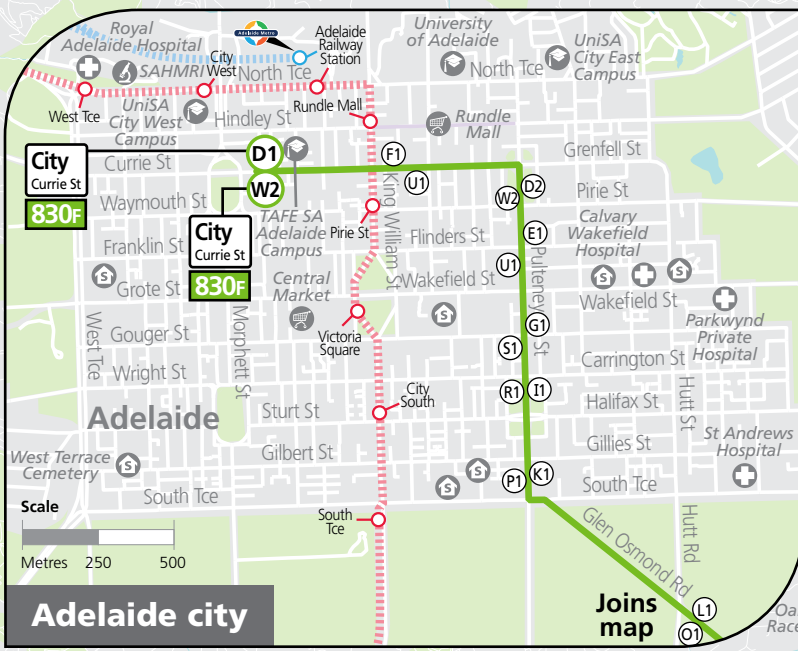 Royal
Adelaide Hospital
SAHMRI
City
West
North Tce
Adelaide Metro
Adelaide
Railway
Station
University
of Adelaide
North Tce
UniSA
City East
Campus
West Tce
UniSA
City West
Campus
Hindley St
Rundle Mall
Rundle
Mall
City
Currie St
830F
Currie St
D1
W2
F1
U1
Grenfell St
Waymouth St
City
Currie St
830F
TAFE SA
Adelaide
Campus
Pirie St
King William St
W2
D2
Pirie St
Franklin St
Flinders St
E1
Calvary
Wakefield
Hospital
Grote St
Central
Market
Wakefield St
U1
Pulteney St
Wakefield St
West Tce
Morphett St
Gouger St
Victoria
Square
G1
S1
Parkwynd
Private
Hospital
Wright St
Carrington St
Adelaide
Sturt St
City
South
R1
I1
Halifax St
Hutt St
Gilbert St
Gillies St
St Andrews
Hospital
West Terrace
Cemetery
South Tce
P1
K1
South Tce
Scale
Metres 250 500
South
Tce
Glen Osmond Rd
Hutt Rd
Adelaide city
Joins
map
L1
O1
Oa
Race
S
S
S
S
S
S
S